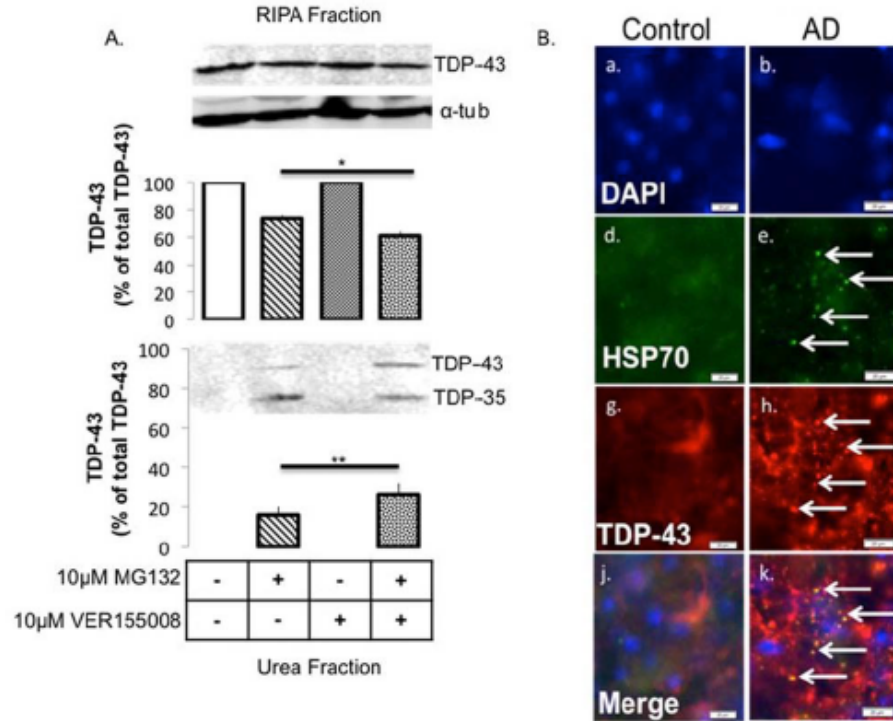 RIPA Fraction
A.
TDP-43
α-tub
*
TDP-43
(% of total TDP-43)
100
80
60
40
20
0
TDP-43
TDP-35
**
TDP-43
(% of total TDP-43
100
80
60
40
20
0
10µM MG132 - + - +
10µM VER155008 - - + +
Urea Fraction
B.
Control AD
a. b.
DAPI
d. e.
HSP70
g. h.
TDP-43
j. k.
Merge